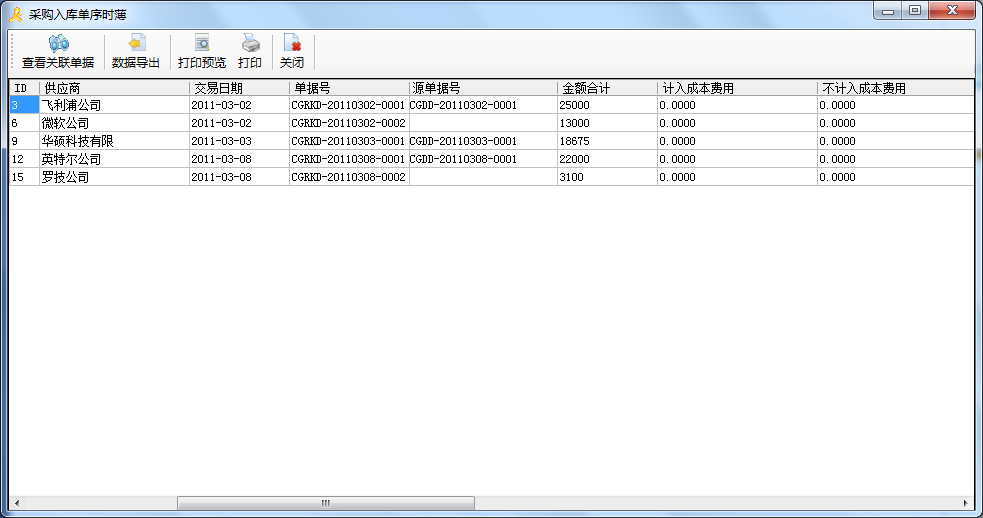 采购入库单序时薄
查看关联单据 数据导出 打印预览 打印 关闭
ID 供应商 交易日期 单据号 源单据号 金额合计 计入成本费用 不计入成本费用
3 飞利浦公司 2011-03-02 CGRKD-20110302-0001 CGDD-20110302-0001 25000 0.0000 0.0000
6 微软公司 2011-03-02 CGRKD-20110302-0002 13000 0.0000 0.0000
9 华硕科技有限 2011-03-03 CGRKD-20110303-0001 CGDD-20110303-0001 18675 0.0000 0.0000
12 英特尔公司 2011-03-08 CGRKD-20110308-0001 CGDD-20110308-0001 22000 0.0000 0.0000
15 罗技公司 2011-03-08 CGRKD-20110308-0002 3100 0.0000 0.0000